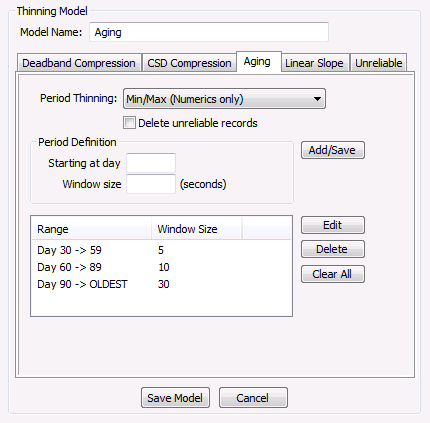 Thinning Model
Model Name: Aging
Deadband Compression CSD Compression Aging Linear Slope Unreliable
Period Thinning: Min/Max (Numerics only)
Delete unreliable records
Period Definition
Starting at day
Add/Save
Window size (seconds)
Range Window Size
Edit
Day 30 -> 59 5
Delete
Day 60 -> 89 10
Clear All
Day 90 -> OLDEST 30
Save Model Cancel